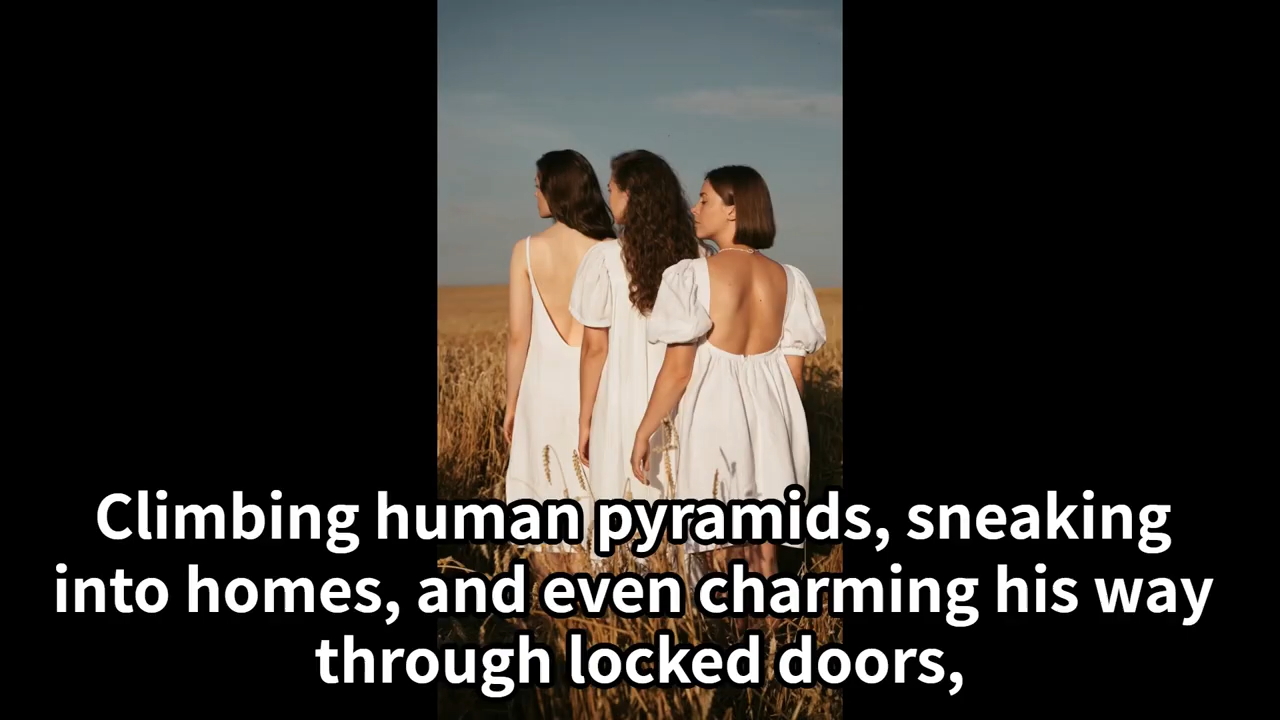 Climbing human pyramids, sneaking
into homes, and even charming his way
through locked doors,